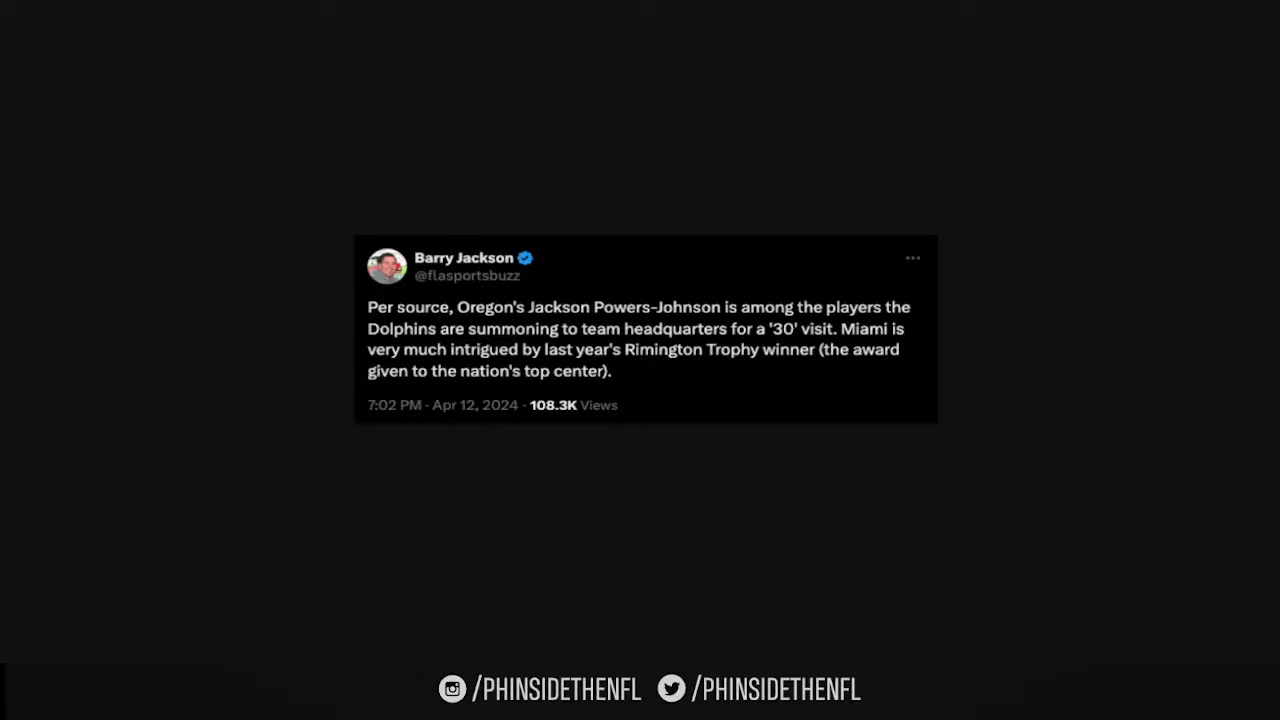 Barry Jackson
@flasportsbuzz
Per source, Oregon's Jackson Powers-Johnson is among the players the
Dolphins are summoning to team headquarters for a '30' visit. Miami is
very much intrigued by last year's Rimington Trophy winner (the award
given to the nation's top center).
7:02 PM · Apr 12, 2024 · 108.3K Views
/PHINSIDETHENFL /PHINSIDETHENFL